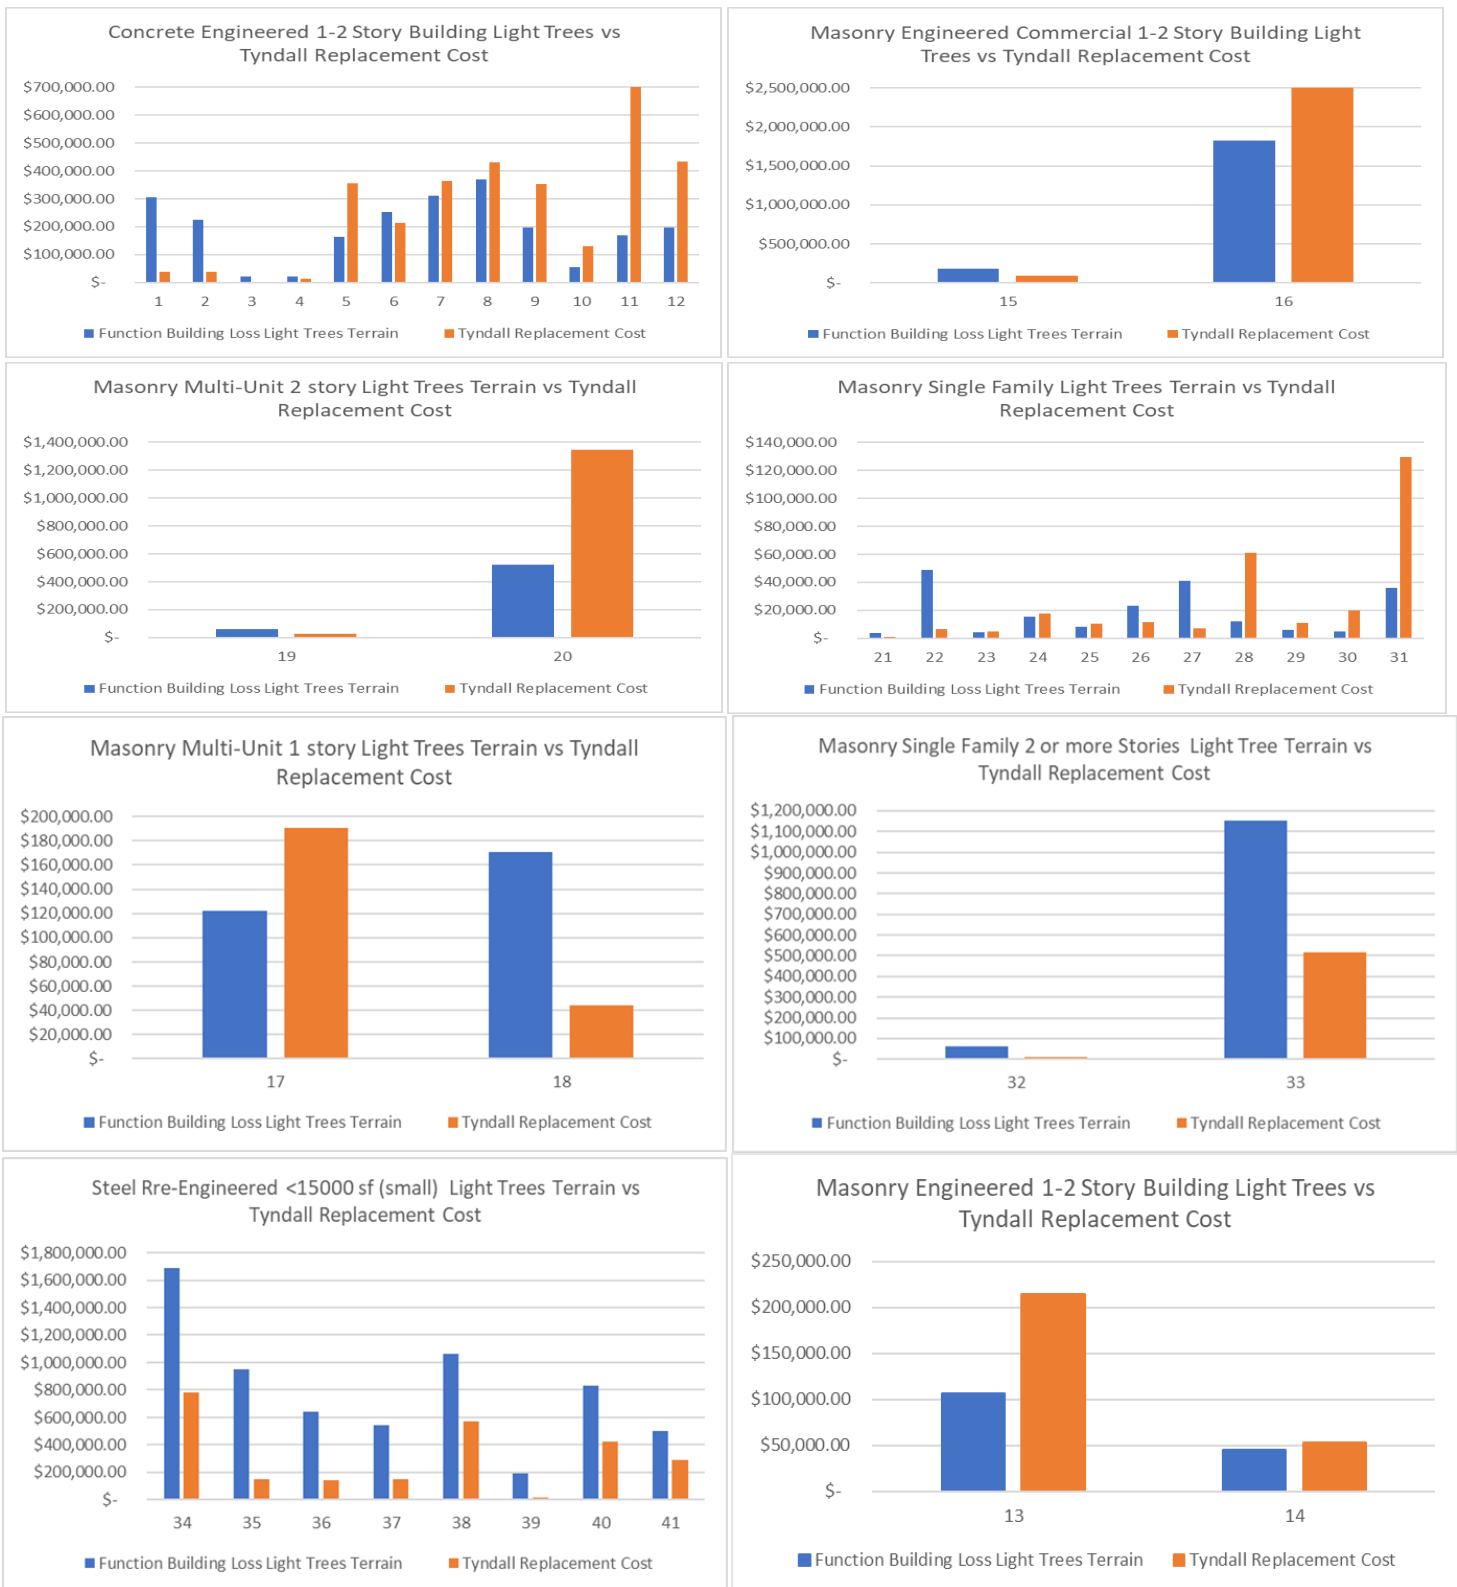 Concrete Engineered 1-2 Story Building Light Trees vs
Tyndall Replacement Cost
$700,000.00
$600,000.00
$500,000.00
$400,000.00
$300,000.00
$200,000.00
$100,000.00
$-
1 2 3 4 5 6 7 8 9 10 11 12
Function Building Loss Light Trees Terrain Tyndall Replacement Cost
Masonry Engineered Commercial 1-2 Story Building Light
Trees vs Tyndall Replacement Cost
$2,500,000.00
$2,000,000.00
$1,500,000.00
$1,000,000.00
$500,000.00
$-
15 16
Function Building Loss Light Trees Terrain Tyndall Replacement Cost
Masonry Multi-Unit 2 story Light Trees Terrain vs Tyndall
Replacement Cost
$1,400,000.00
$1,200,000.00
$1,000,000.00
$800,000.00
$600,000.00
$400,000.00
$200,000.00
$-
19 20
Function Building Loss Light Trees Terrain Tyndall Replacement Cost
Masonry Single Family Light Trees Terrain vs Tyndall
Replacement Cost
$140,000.00
$120,000.00
$100,000.00
$80,000.00
$60,000.00
$40,000.00
$20,000.00
$-
21 22 23 24 25 26 27 28 29 30 31
Function Building Loss Light Trees Terrain Tyndall Rreplacement Cost
Masonry Multi-Unit 1 story Light Trees Terrain vs Tyndall
Replacement Cost
$200,000.00
$180,000.00
$160,000.00
$140,000.00
$120,000.00
$100,000.00
$80,000.00
$60,000.00
$40,000.00
$20,000.00
$-
17 18
Function Building Loss Light Trees Terrain Tyndall Replacement Cost
Masonry Single Family 2 or more Stories Light Tree Terrain vs
Tyndall Replacement Cost
$1,200,000.00
$1,100,000.00
$1,000,000.00
$900,000.00
$800,000.00
$700,000.00
$600,000.00
$500,000.00
$400,000.00
$300,000.00
$200,000.00
$100,000.00
$-
32 33
Function Building Loss Light Trees Terrain Tyndall Replacement Cost
Steel Rre-Engineered <15000 sf (small) Light Trees Terrain vs
Tyndall Replacement Cost
$1,800,000.00
$1,600,000.00
$1,400,000.00
$1,200,000.00
$1,000,000.00
$800,000.00
$600,000.00
$400,000.00
$200,000.00
$-
34 35 36 37 38 39 40 41
Function Building Loss Light Trees Terrain Tyndall Replacement Cost
Masonry Engineered 1-2 Story Building Light Trees vs
Tyndall Replacement Cost
$250,000.00
$200,000.00
$150,000.00
$100,000.00
$50,000.00
$-
13 14
Function Building Loss Light Trees Terrain Tyndall Replacement Cost